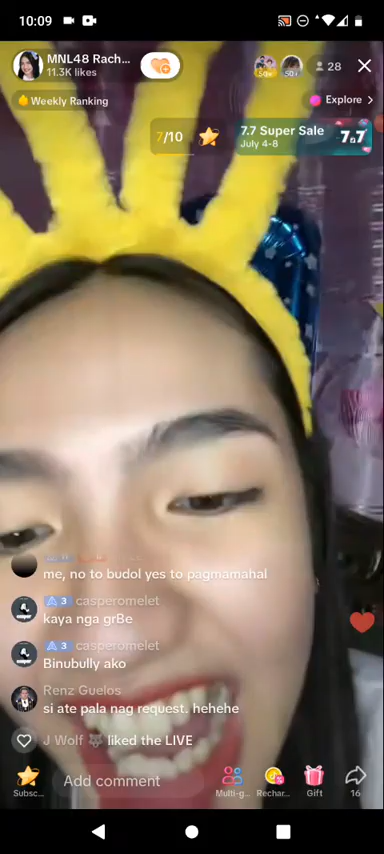 10:09
MNL48 Rach...
11.3K likes
50+
50+
28
Weekly Ranking
Explore
7/10
7.7 Super Sale
July 4-8
7.7
me, no to budol yes to pagmamahal
3 casperomelet
kaya nga grBe
3 casperomelet
Binubully ako
Renz Guelos
si ate pala nag request. hehehe
J Wolf 🐺 liked the LIVE
Add comment
Subsc...
Multi-g...
Rechar...
Gift
16